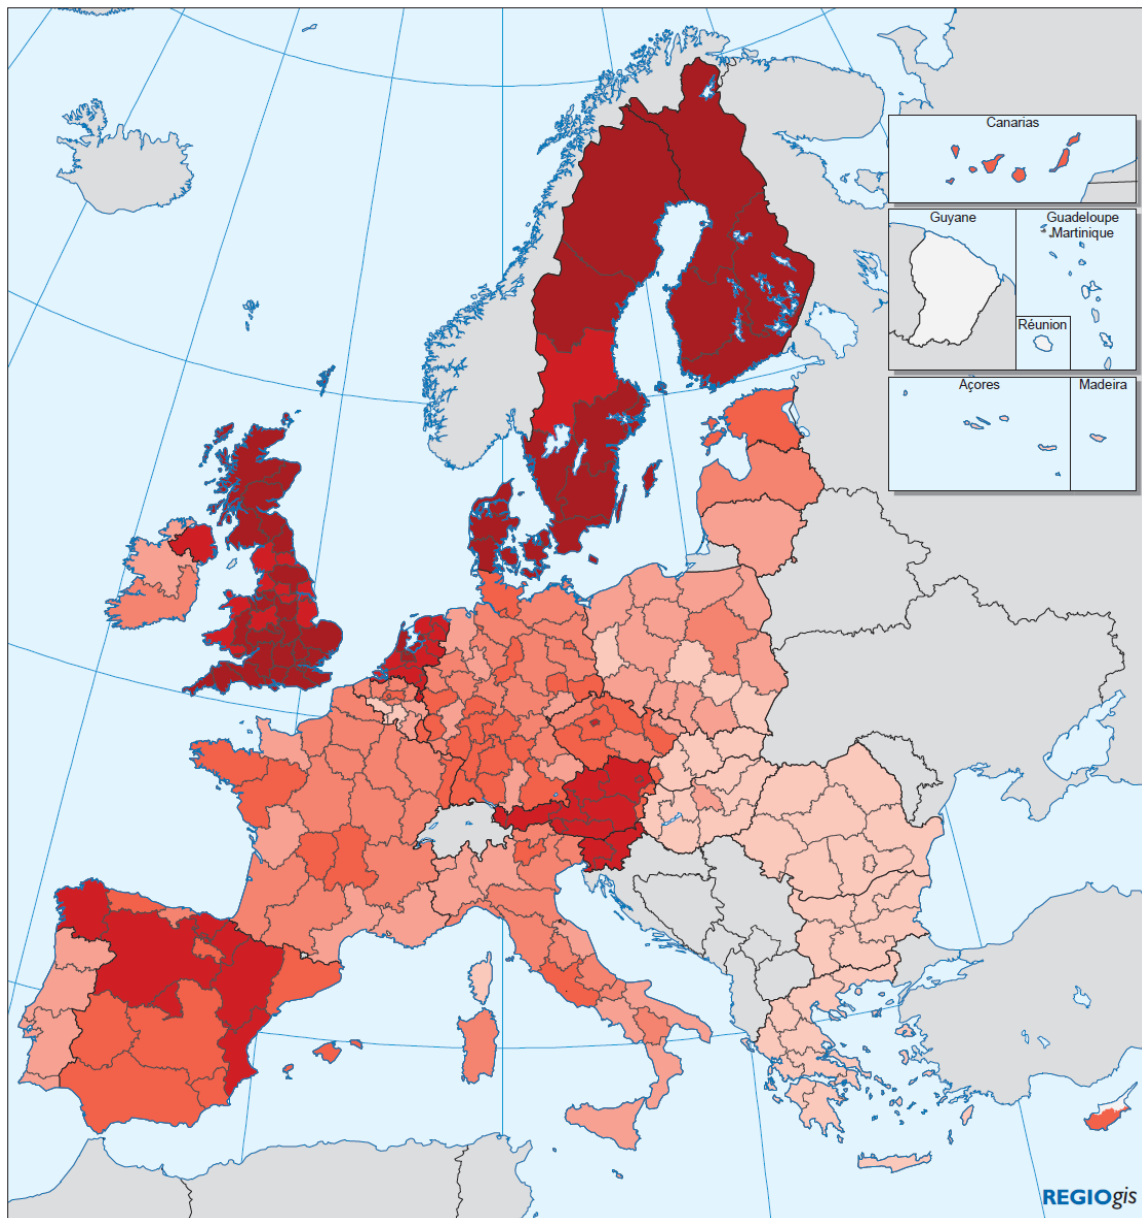 Canarias
Guyane
Guadeloupe
Martinique
Réunion
Açores
Madeira
REGIOgis